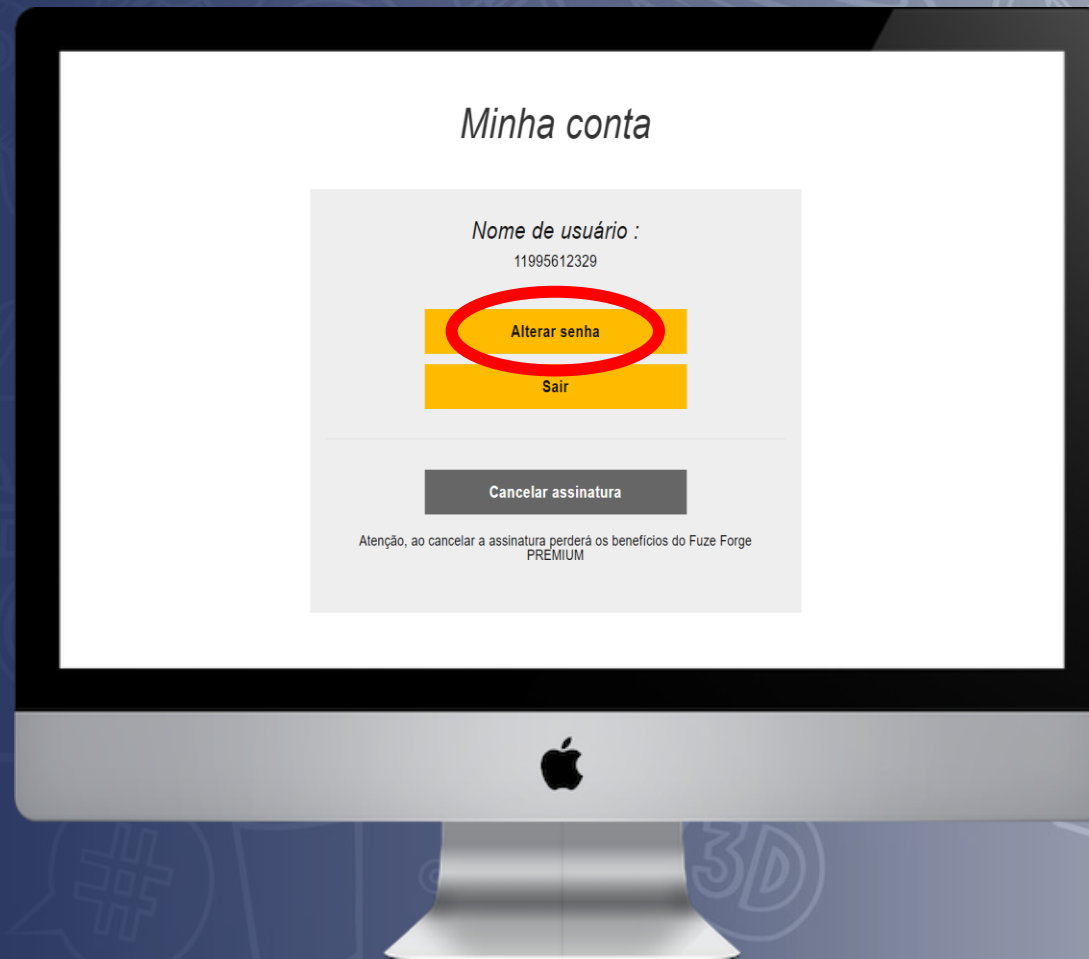 Minha conta
Nome de usuário :
11995612329
Alterar senha
Sair
Cancelar assinatura
Atenção, ao cancelar a assinatura perderá os benefícios do Fuze Forge
PREMIUM
#
3D